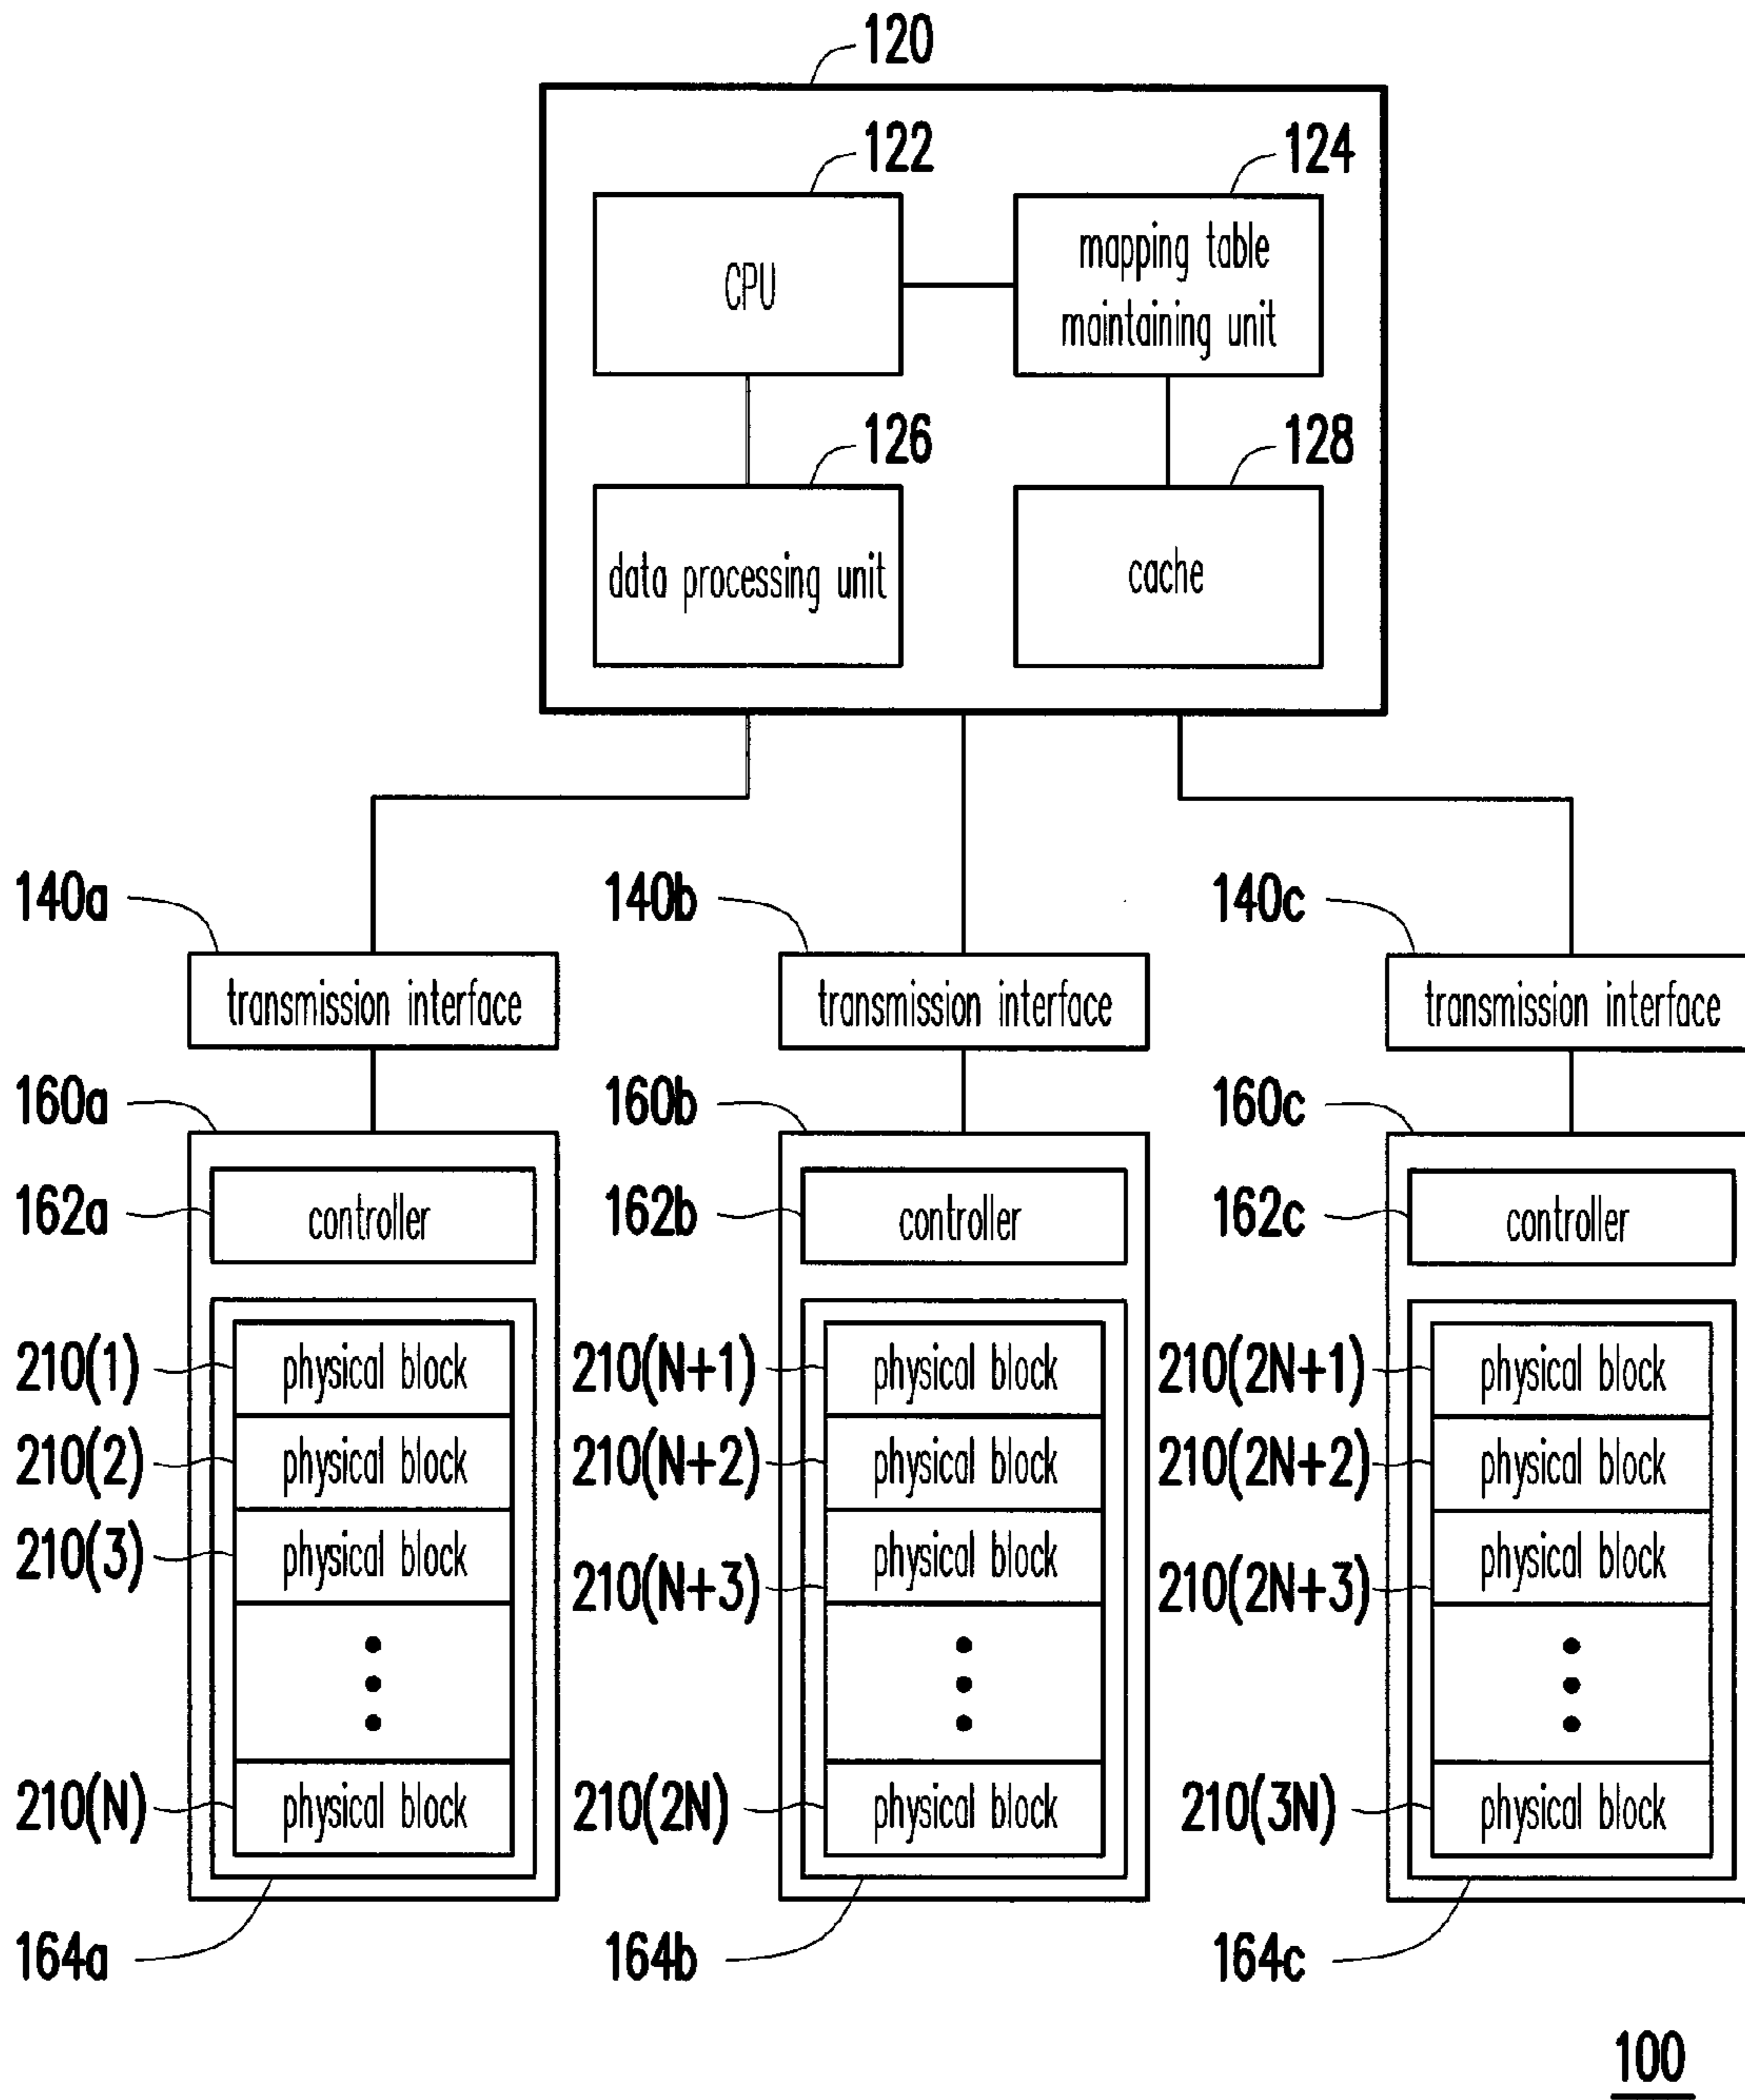 120
122
124
CPU
mapping table
maintaining unit
126
128
data processing unit
cache
140a
140b
140c
transmission interface
transmission interface
transmission interface
160a
160b
160c
162a
controller
162b
controller
162c
controller
210(1)
physical block
210(N+1)
physical block
210(2N+1)
physical block
210(2)
physical block
210(N+2)
physical block
210(2N+2)
physical block
210(3)
physical block
210(N+3)
physical block
210(2N+3)
physical block
210(N)
physical block
210(2N)
physical block
210(3N)
physical block
164a
164b
164c
100